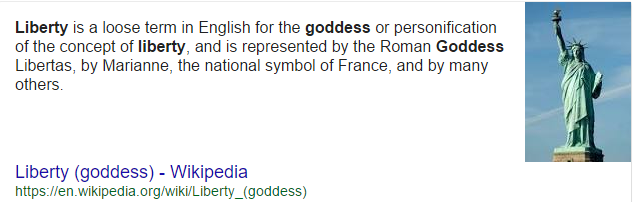 Liberty is a loose term in English for the goddess or personification
of the concept of liberty, and is represented by the Roman Goddess
Libertas, by Marianne, the national symbol of France, and by many
others.
Liberty (goddess) - Wikipedia
https://en.wikipedia.org/wiki/Liberty_(goddess)